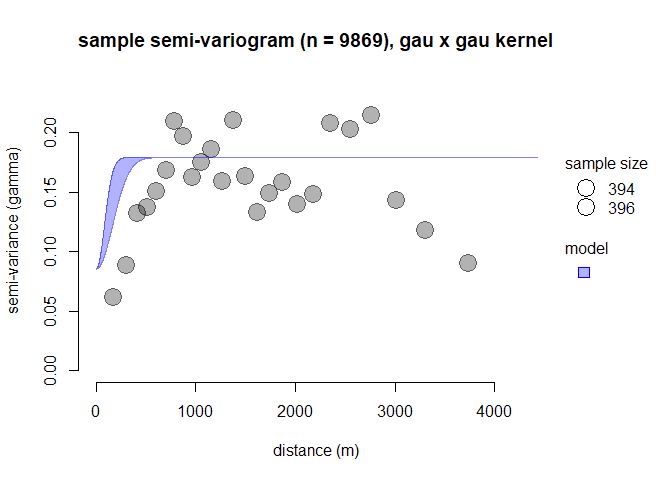 sample semi-variogram (n = 9869), gau x gau kernel
semi-variance (gamma)
0.20
0.15
0.10
0.05
0.00
0 1000 2000 3000 4000
distance (m)
sample size
394
396
model